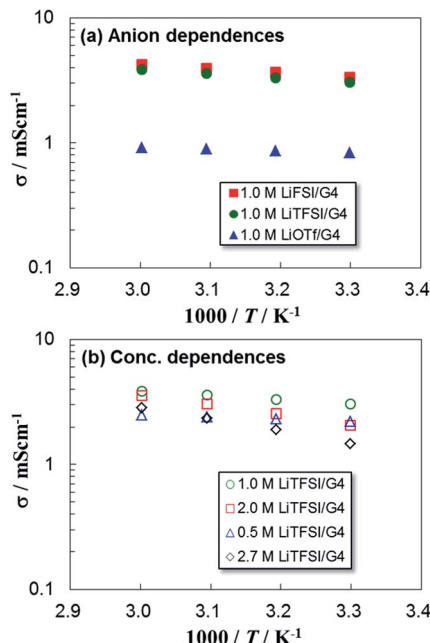 (a) Anion dependences
10
1
0.1
σ / mScm-1
1.0 M LiFSI/G4
1.0 M LiTFSI/G4
1.0 M LiOTf/G4
2.9 3.0 3.1 3.2 3.3 3.4
1000 / T / K-1
(b) Conc. dependences
10
1
0.1
σ / mScm-1
1.0 M LiTFSI/G4
2.0 M LiTFSI/G4
0.5 M LiTFSI/G4
2.7 M LiTFSI/G4
2.9 3.0 3.1 3.2 3.3 3.4
1000 / T / K-1